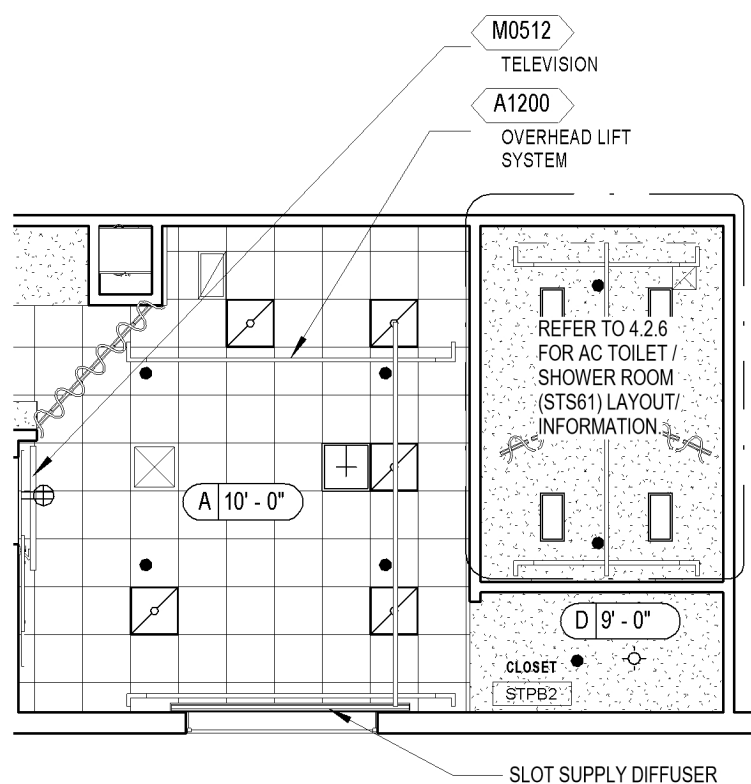 M0512
TELEVISION
A1200
OVERHEAD LIFT
SYSTEM
REFER TO 4.2.6
FOR AC TOILET /
SHOWER ROOM
(STS61) LAYOUT/
INFORMATION
A 10' - 0"
D 9' - 0"
CLOSET
STPB2
SLOT SUPPLY DIFFUSER